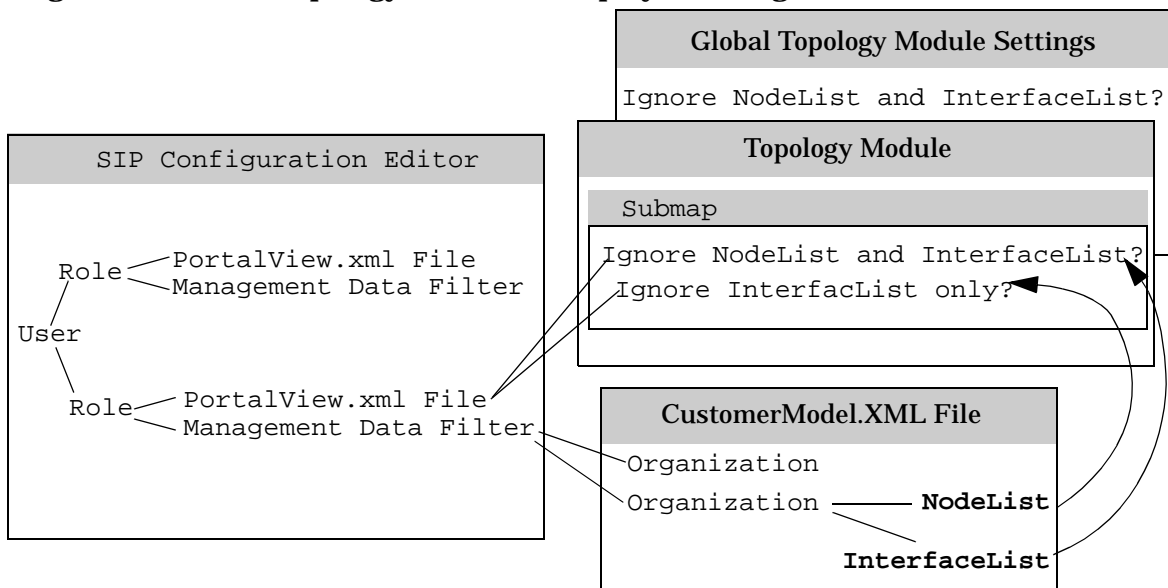 Global Topology Module Settings
Ignore NodeList and InterfaceList?
Topology Module
Submap
Ignore NodeList and InterfaceList?
Ignore InterfacList only?
SIP Configuration Editor
Role
PortalView.xml File
Management Data Filter
User
Role
PortalView.xml File
Management Data Filter
CustomerModel.XML File
Organization
Organization
NodeList
InterfaceList